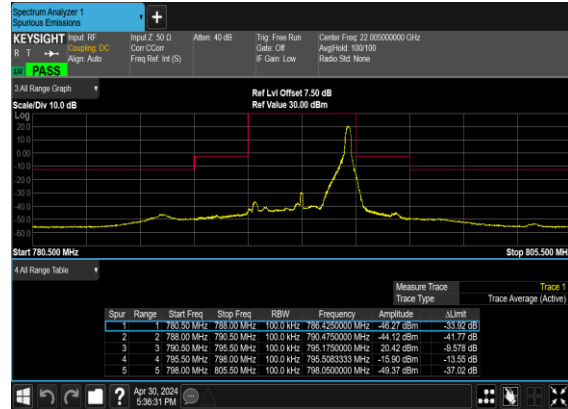 Spectrum Analyzer 1
Spurious Emissions
KEYSIGHT
R T
Input: RF
Coupling: DC
Align: Auto
Input Z: 50 Ω
Corr CCorr
Freq Ref: Int (S)
Atten: 40 dB
Trig: Free Run
Gate: Off
IF Gain: Low
Center Freq: 22.005000000 GHz
Avg|Hold: 100/100
Radio Std: None
PASS
3 All Range Graph
Ref Lvl Offset 7.50 dB
Scale/Div 10.0 dB
Ref Value 30.00 dBm
Log
20.0
10.0
0.00
-10.0
-20.0
-30.0
-40.0
-50.0
-60.0
Start 780.500 MHz
Stop 805.500 MH
4 All Range Table
Measure Trace Trace 1
Trace Type Trace Average (Active)
Spur Range Start Freq Stop Freq RBW Frequency Amplitude ΔLimit
1 1 780.50 MHz 788.00 MHz 100.0 kHz 786.4250000 MHz -46.27 dBm -33.92 dB
2 2 788.00 MHz 790.50 MHz 100.0 kHz 790.4750000 MHz -44.12 dBm -41.77 dB
3 3 790.50 MHz 795.50 MHz 100.0 kHz 795.1750000 MHz 20.42 dBm -9.578 dB
4 4 795.50 MHz 798.00 MHz 100.0 kHz 795.5083333 MHz -15.90 dBm -13.55 dB
5 5 798.00 MHz 805.50 MHz 100.0 kHz 798.0500000 MHz -49.37 dBm -37.02 dB
?
Apr 30, 2024
5:36:31 PM